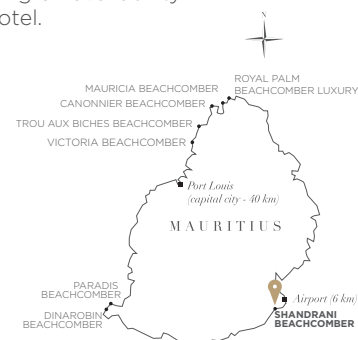 otel.
N
ROYAL PALM
BEACHCOMBER LUXURY
MAURICIA BEACHCOMBER
CANONNIER BEACHCOMBER
TROU AUX BICHES BEACHCOMBER
VICTORIA BEACHCOMBER
Port Louis
(capital city - 40 km)
MAURITIUS
PARADIS
BEACHCOMBER
DINAROBIN
BEACHCOMBER
Airport (6 km)
SHANDRANI
BEACHCOMBER